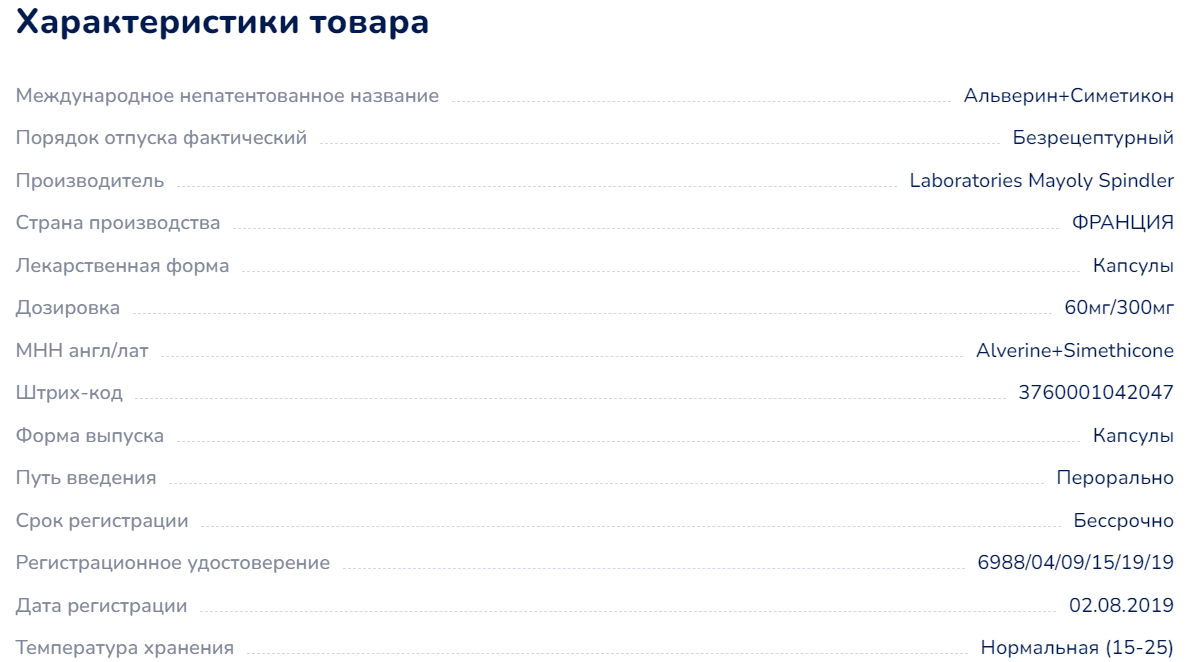 Характеристики товара
Международное непатентованное название Альверин+Симетикон
Порядок отпуска фактический Безрецептурный
Производитель Laboratories Mayoly Spindler
Страна производства ФРАНЦИЯ
Лекарственная форма Капсулы
Дозировка 60мг/300мг
МНН англ/лат Alverine+Simethicone
Штрих-код 3760001042047
Форма выпуска Капсулы
Путь введения Перорально
Срок регистрации Бессрочно
Регистрационное удостоверение 6988/04/09/15/19/19
Дата регистрации 02.08.2019
Температура хранения Нормальная (15-25)